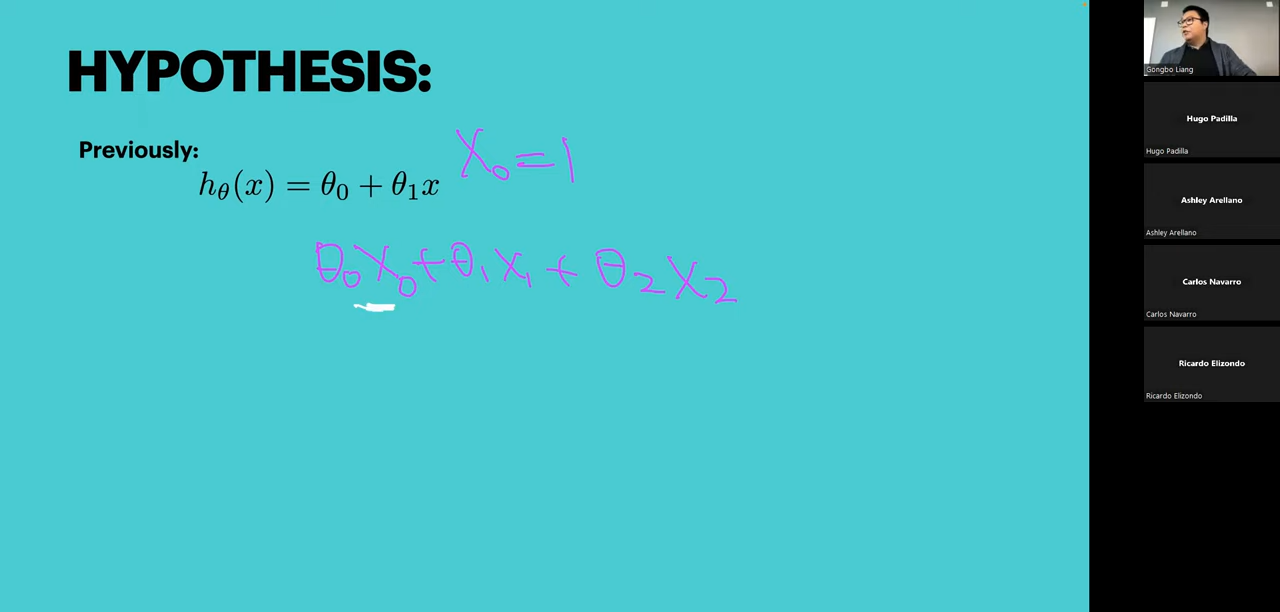 HYPOTHESIS:
Previously:
X₀ = 1
h_θ(x) = θ₀ + θ₁x
θ₀X₀ + θ₁X₁ + θ₂X₂
Gongbo Liang
Hugo Padilla
Hugo Padilla
Ashley Arellano
Ashley Arellano
Carlos Navarro
Carlos Navarro
Ricardo Elizondo
Ricardo Elizondo